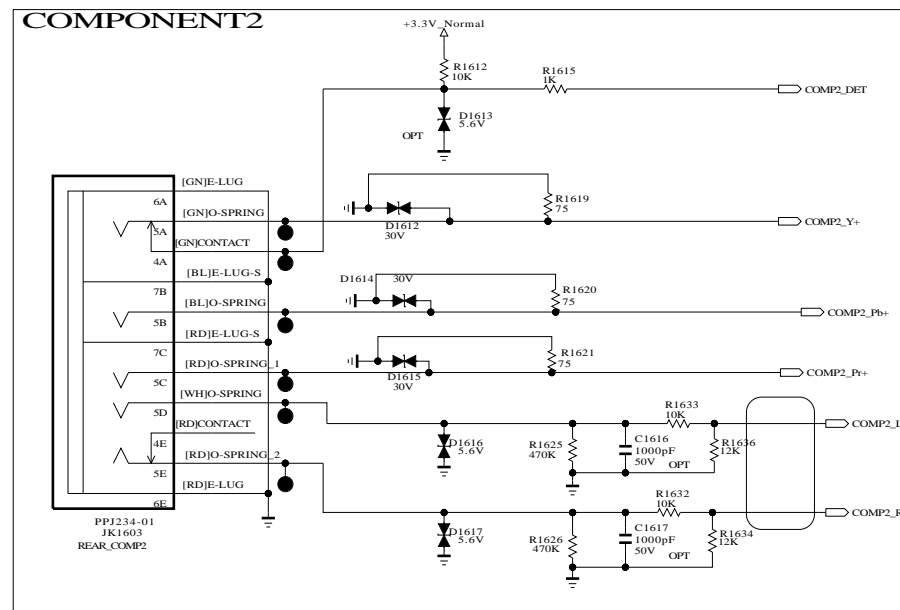 COMPONENT2
+3.3V_Normal
R1612
10K
R1615
1K
COMP2_DET
D1613
5.6V
OPT
[GN]E-LUG
6A
[GN]O-SPRING
5A
[GN]CONTACT
4A
[BL]E-LUG-S
7B
[BL]O-SPRING
5B
[RD]E-LUG-S
7C
[RD]O-SPRING_1
5C
[WH]O-SPRING
5D
[RD]CONTACT
4E
[RD]O-SPRING_2
5E
[RD]E-LUG
6E
PPJ234-01
JK1603
REAR_COMP2
R1619
75
D1612
30V
COMP2_Y+
D1614
30V
R1620
75
COMP2_Pb+
R1621
75
D1615
30V
COMP2_Pr+
R1633
10K
COMP2_L
D1616
5.6V
R1625
470K
C1616
1000pF
50V
OPT
R1636
12K
R1632
10K
COMP2_R
D1617
5.6V
R1626
470K
C1617
1000pF
50V
OPT
R1634
12K